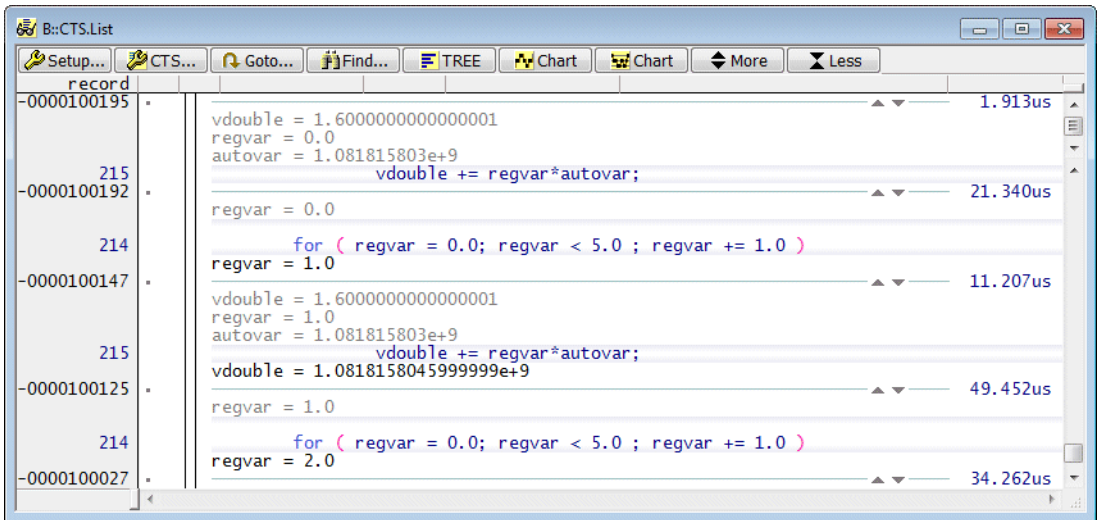 B::CTS.List
Setup... CTS... Goto... Find... TREE Chart Chart More Less
record
-0000100195 1.913us
vdouble = 1.6000000000000001
regvar = 0.0
autovar = 1.081815803e+9
215 vdouble += regvar*autovar;
-0000100192 21.340us
regvar = 0.0
214 for ( regvar = 0.0; regvar < 5.0 ; regvar += 1.0 )
regvar = 1.0
-0000100147 11.207us
vdouble = 1.6000000000000001
regvar = 1.0
autovar = 1.081815803e+9
215 vdouble += regvar*autovar;
vdouble = 1.0818158045999999e+9
-0000100125 49.452us
regvar = 1.0
214 for ( regvar = 0.0; regvar < 5.0 ; regvar += 1.0 )
regvar = 2.0
-0000100027 34.262us